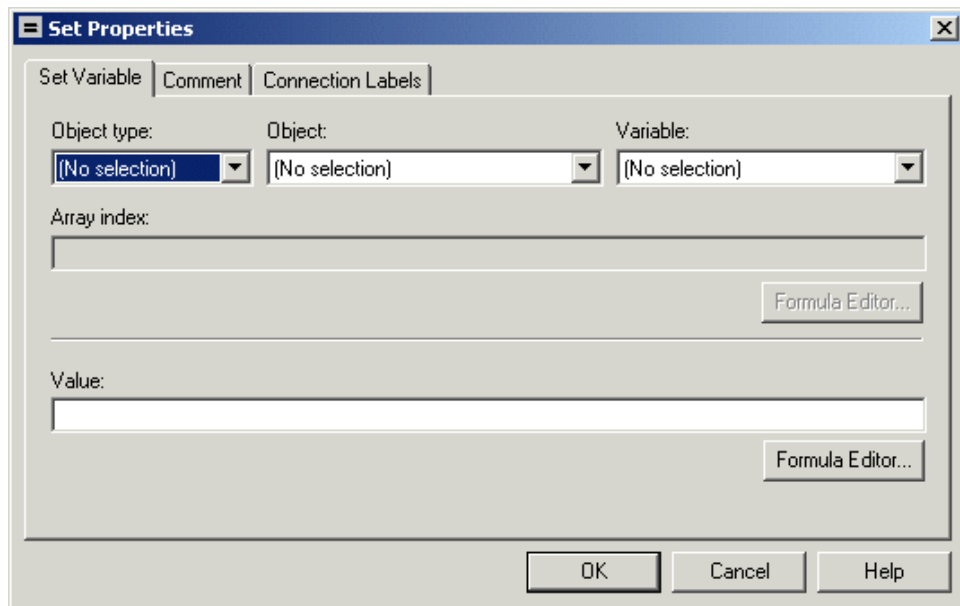 Set Properties
Set Variable Comment Connection Labels
Object type: Object: Variable:
(No selection) (No selection) (No selection)
Array index:
Formula Editor...
Value:
Formula Editor...
OK Cancel Help